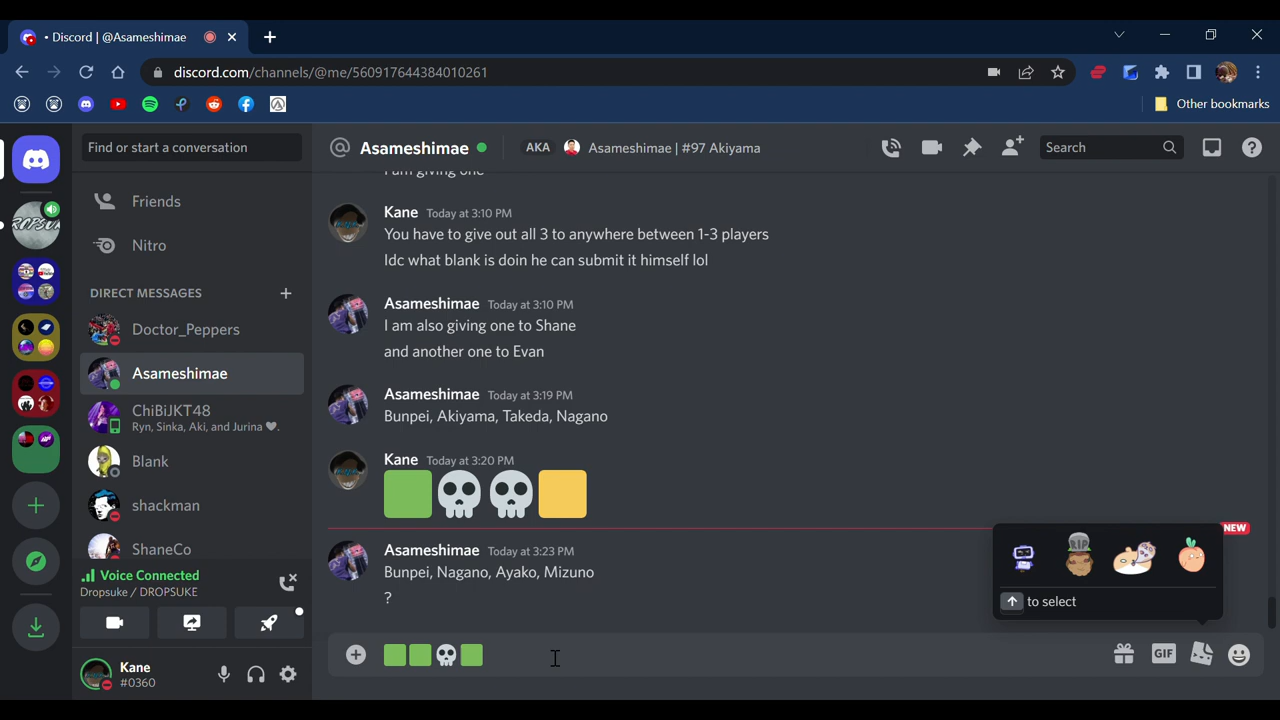 • Discord | @Asameshimae
discord.com/channels/@me/560917644384010261
Other bookmarks
Find or start a conversation
Asameshimae
AKA
Asameshimae | #97 Akiyama
Search
I am giving one
Friends
Nitro
DIRECT MESSAGES
Doctor_Peppers
Asameshimae
ChiBiJKT48
Ryn, Sinka, Aki, and Jurina
Blank
shackman
ShaneCo
Voice Connected
Dropsuke / DROPSUKE
Kane
#0360
Kane Today at 3:10 PM
You have to give out all 3 to anywhere between 1-3 players
Idc what blank is doin he can submit it himself lol
Asameshimae Today at 3:10 PM
I am also giving one to Shane
and another one to Evan
Asameshimae Today at 3:19 PM
Bunpei, Akiyama, Takeda, Nagano
Kane Today at 3:20 PM
NEW
Asameshimae Today at 3:23 PM
Bunpei, Nagano, Ayako, Mizuno
?
RIP
to select
GIF